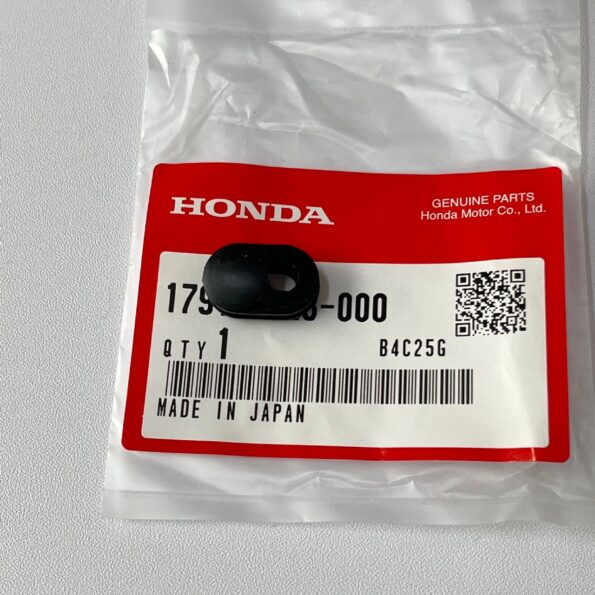 HONDA
GENUINE PARTS
Honda Motor Co., Ltd.
-000
QTY 1
B4C25G
MADE IN JAPAN